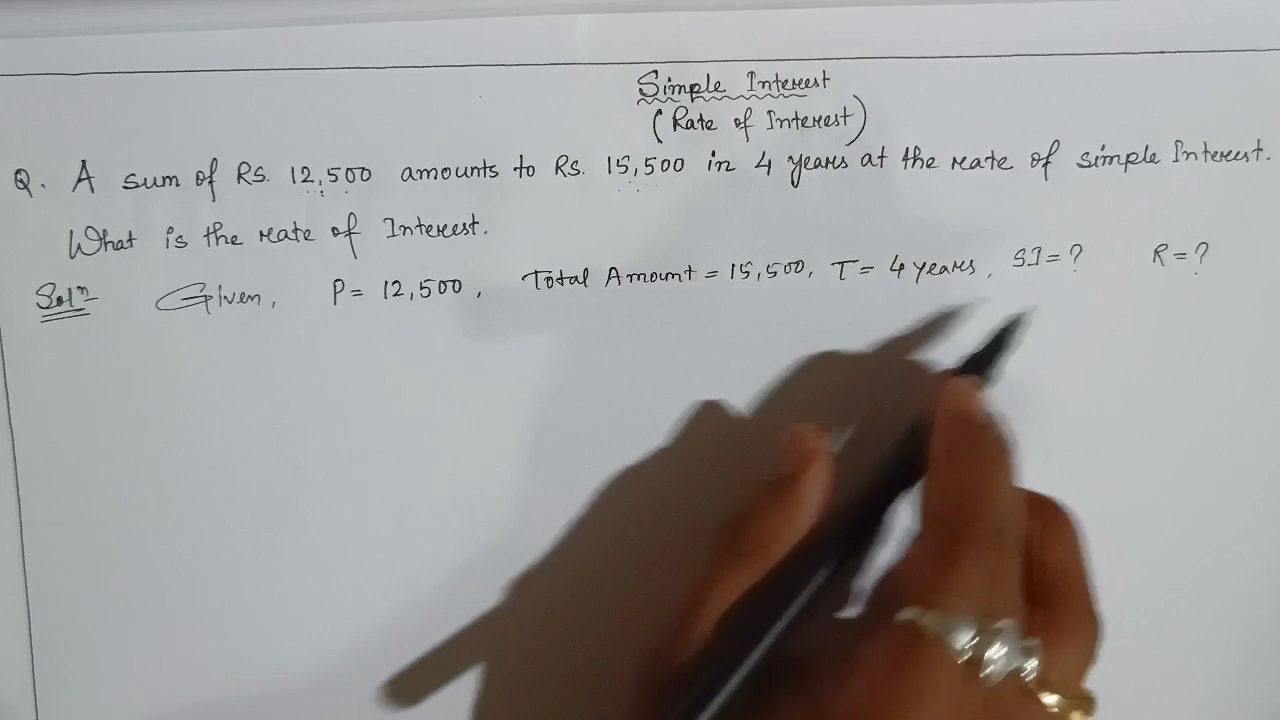 Simple Interest
(Rate of Interest)
Q. A sum of Rs. 12,500 amounts to Rs. 15,500 in 4 years at the rate of simple Interest.
What is the rate of Interest.
Solⁿ Given, P = 12,500, Total Amount = 15,500, T = 4 years, SI = ? R = ?